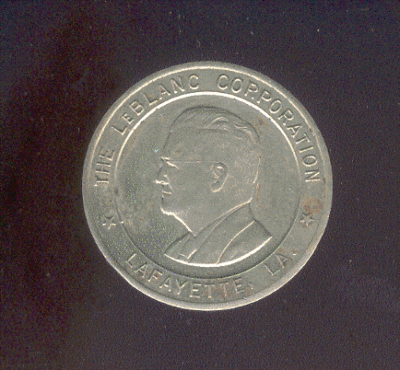 THE LEBLANC CORPORATION
LAFAYETTE, LA.